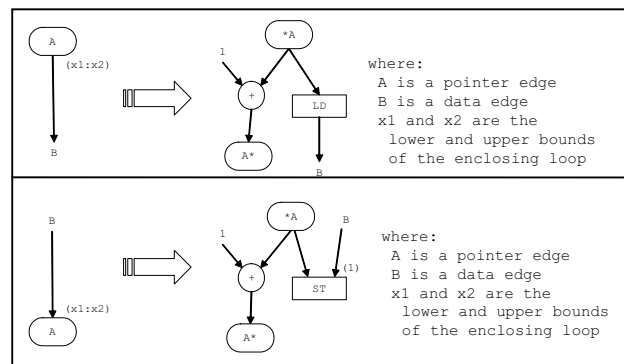 A
(x1:x2)
B
1
*A
+
LD
A*
B
where:
A is a pointer edge
B is a data edge
x1 and x2 are the
lower and upper bounds
of the enclosing loop
B
(x1:x2)
A
1
*A
B
+
(1)
ST
A*
where:
A is a pointer edge
B is a data edge
x1 and x2 are the
lower and upper bounds
of the enclosing loop